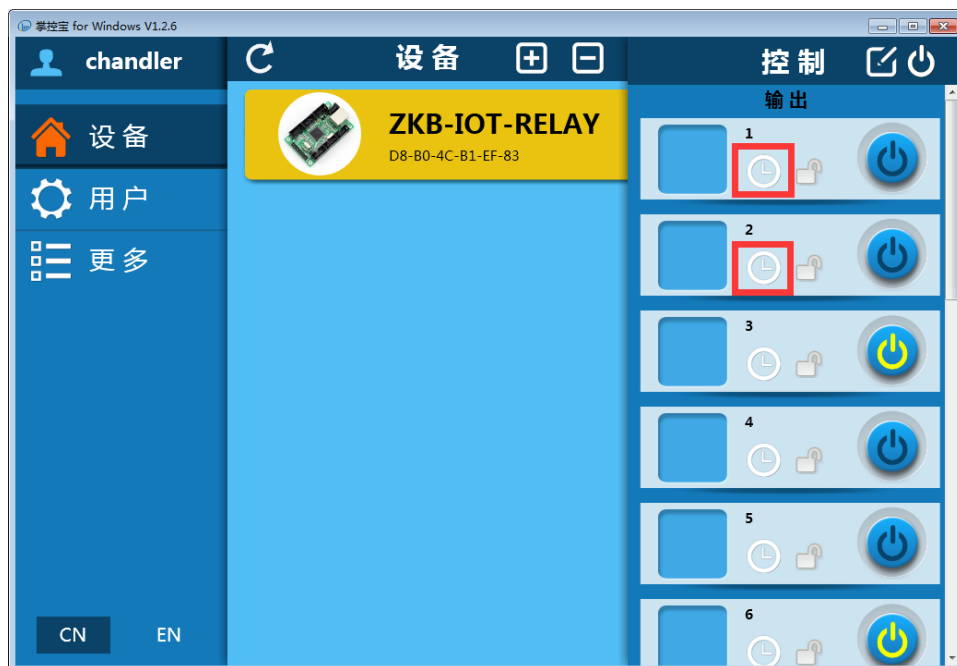 掌控宝 for Windows V1.2.6
chandler
设备
用户
更多
CN EN
设备
ZKB-IOT-RELAY
D8-B0-4C-B1-EF-83
控制
输出
1
2
3
4
5
6